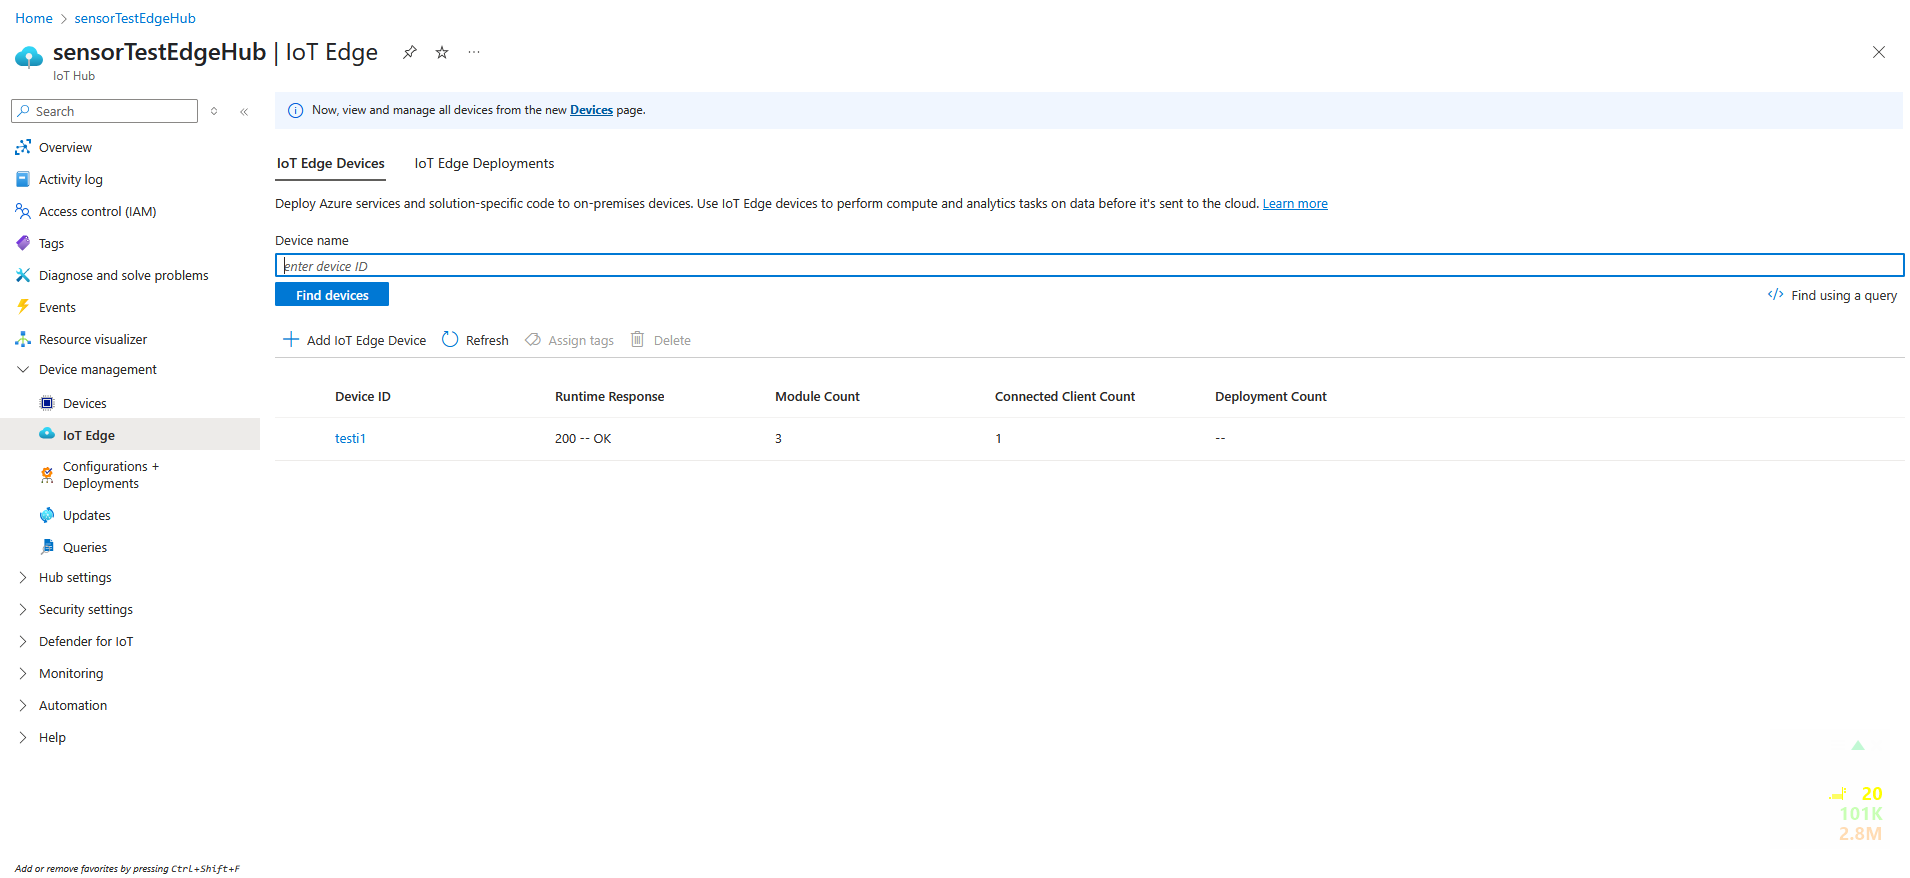 Home > sensorTestEdgeHub
sensorTestEdgeHub | IoT Edge
IoT Hub
Search
Overview
Activity log
Access control (IAM)
Tags
Diagnose and solve problems
Events
Resource visualizer
Device management
Devices
IoT Edge
Configurations +
Deployments
Updates
Queries
Hub settings
Security settings
Defender for IoT
Monitoring
Automation
Help
Add or remove favorites by pressing Ctrl+Shift+F
Now, view and manage all devices from the new Devices page.
IoT Edge Devices IoT Edge Deployments
Deploy Azure services and solution-specific code to on-premises devices. Use IoT Edge devices to perform compute and analytics tasks on data before it's sent to the cloud. Learn more
Device name
enter device ID
Find devices
</> Find using a query
Add IoT Edge Device Refresh Assign tags Delete
Device ID Runtime Response Module Count Connected Client Count Deployment Count
testi1 200 -- OK 3 1 --
20
101K
2.8M